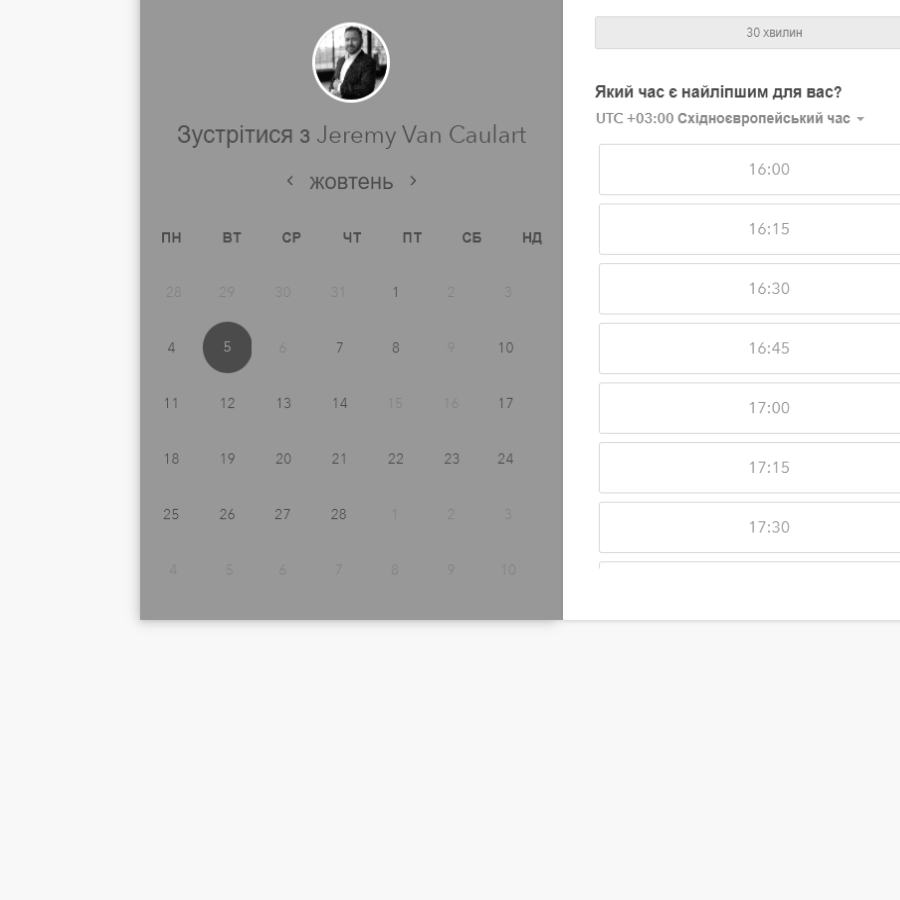 Зустрітися з Jeremy Van Caulart
жовтень
ПН ВТ СР ЧТ ПТ СБ НД
28 29 30 31 1 2 3
4 5 6 7 8 9 10
11 12 13 14 15 16 17
18 19 20 21 22 23 24
25 26 27 28 1 2 3
4 5 6 7 8 9 10
30 хвилин
Який час є найліпшим для вас?
UTC +03:00 Східноєвропейський час
16:00
16:15
16:30
16:45
17:00
17:15
17:30